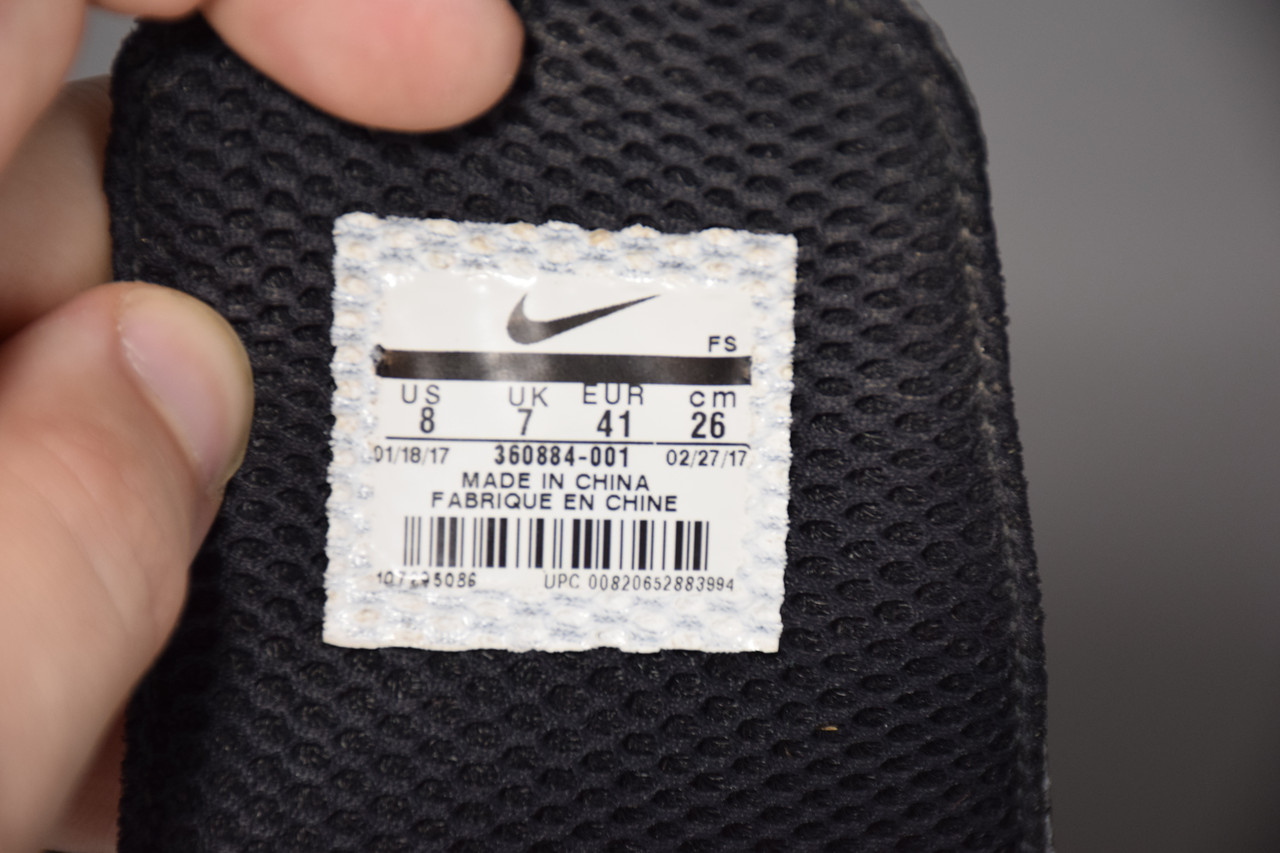 FS
US UK EUR cm
8 7 41 26
01/18/17 360884-001 02/27/17
MADE IN CHINA
FABRIQUE EN CHINE
UPC 00820652883994